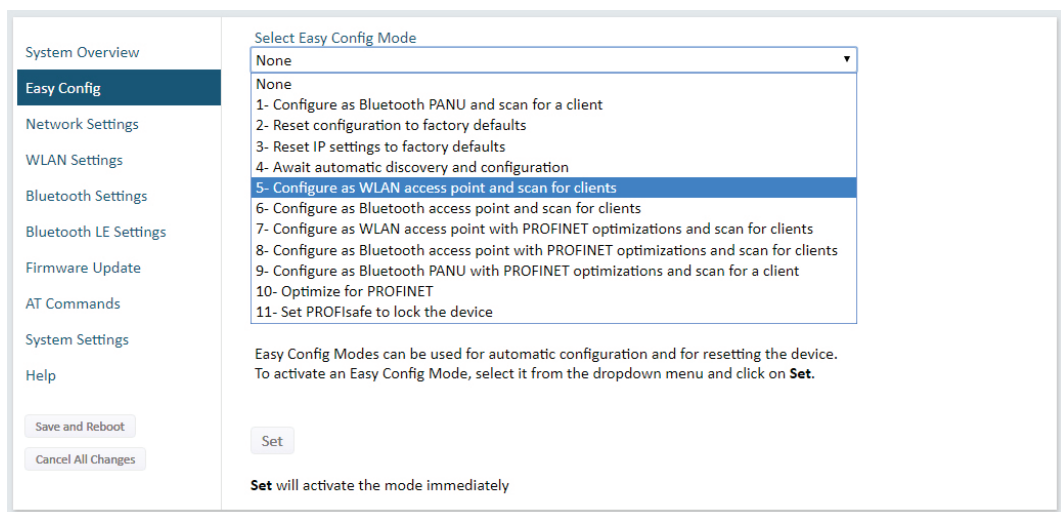 System Overview
Easy Config
Network Settings
WLAN Settings
Bluetooth Settings
Bluetooth LE Settings
Firmware Update
AT Commands
System Settings
Help
Save and Reboot
Cancel All Changes
Select Easy Config Mode
None
None
1- Configure as Bluetooth PANU and scan for a client
2- Reset configuration to factory defaults
3- Reset IP settings to factory defaults
4- Await automatic discovery and configuration
5- Configure as WLAN access point and scan for clients
6- Configure as Bluetooth access point and scan for clients
7- Configure as WLAN access point with PROFINET optimizations and scan for clients
8- Configure as Bluetooth access point with PROFINET optimizations and scan for clients
9- Configure as Bluetooth PANU with PROFINET optimizations and scan for a client
10- Optimize for PROFINET
11- Set PROFIsafe to lock the device
Easy Config Modes can be used for automatic configuration and for resetting the device.
To activate an Easy Config Mode, select it from the dropdown menu and click on Set.
Set
Set will activate the mode immediately